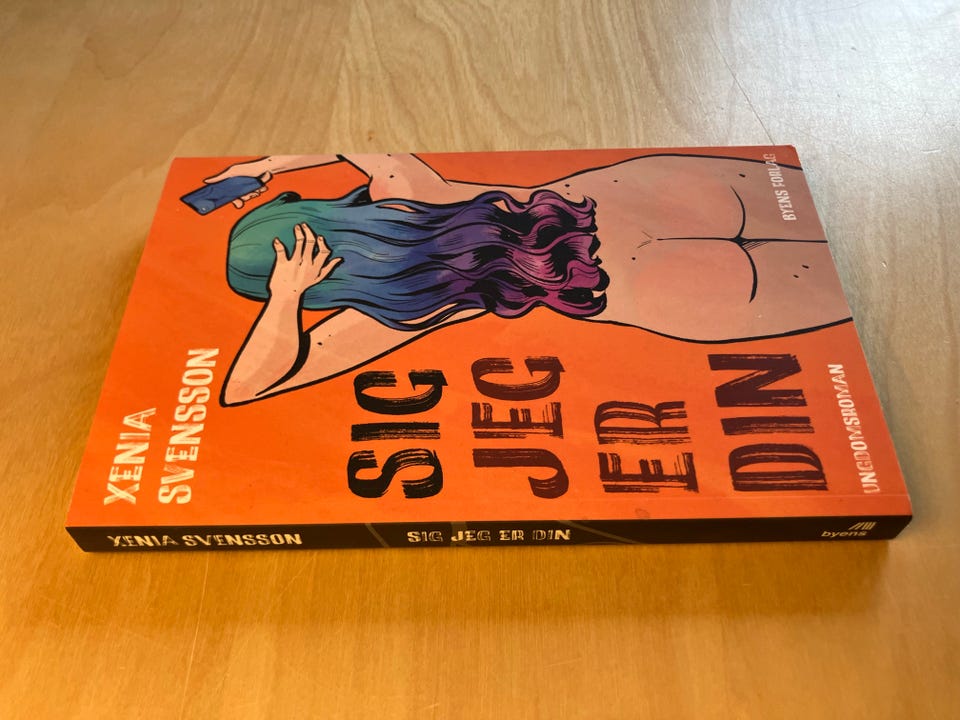 XENIA
SVENSSON
SIG
JEG
ER
DIN
BYENS FORLAG
UNGDOMSROMAN
XENIA SVENSSON
SIG JEG ER DIN
byens